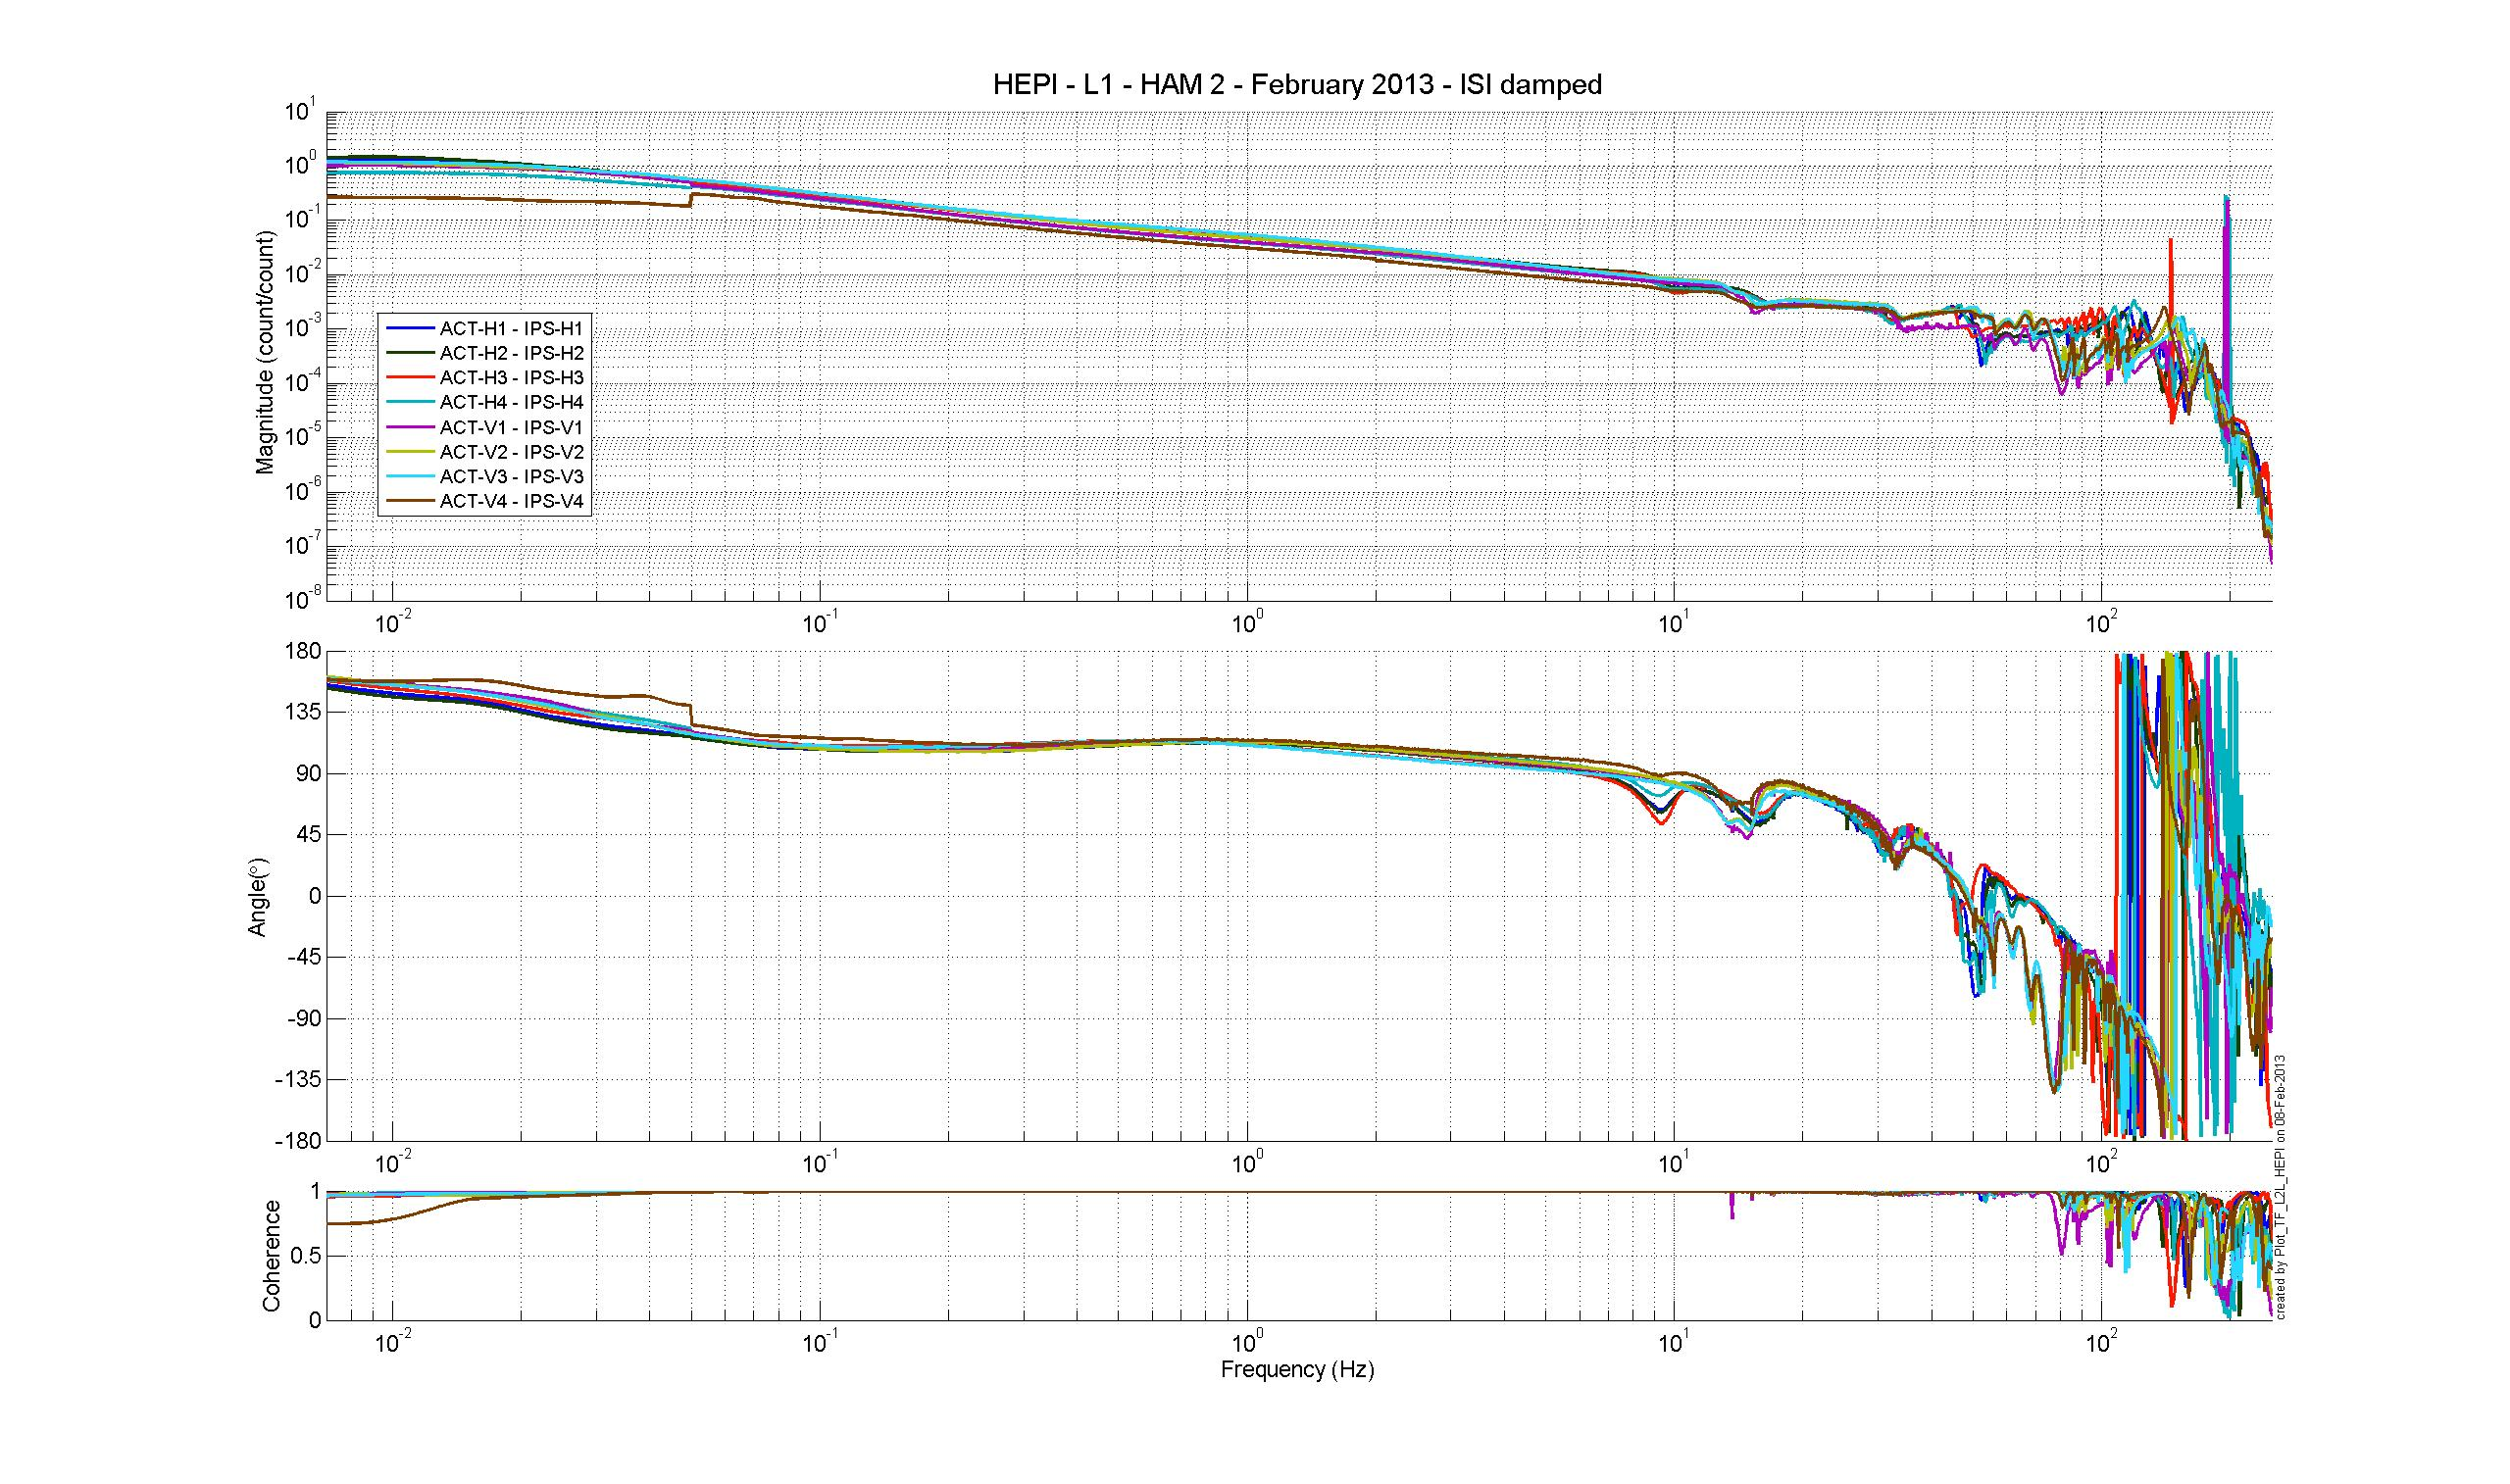 HEPI - L1 - HAM 2 - February 2013 - ISI damped
Magnitude (count/count)
10^1
10^0
10^-1
10^-2
10^-3
10^-4
10^-5
10^-6
10^-7
10^-8
ACT-H1 - IPS-H1
ACT-H2 - IPS-H2
ACT-H3 - IPS-H3
ACT-H4 - IPS-H4
ACT-V1 - IPS-V1
ACT-V2 - IPS-V2
ACT-V3 - IPS-V3
ACT-V4 - IPS-V4
10^-2 10^-1 10^0 10^1 10^2
Angle(°)
180
135
90
45
0
-45
-90
-135
-180
10^-2 10^-1 10^0 10^1 10^2
Coherence
1
0.5
0
10^-2 10^-1 10^0 10^1 10^2
Frequency (Hz)
created by Plot_TF_L2L_HEPI on 08-Feb-2013